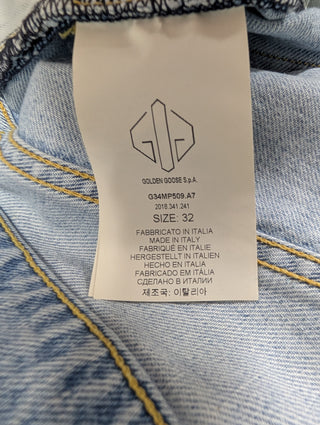 GOLDEN GOOSE S.p.A.
G34MP509.A7
2018.341.241
SIZE: 32
FABBRICATO IN ITALIA
MADE IN ITALY
FABRIQUÉ EN ITALIE
HERGESTELLT IN ITALIEN
HECHO EN ITALIA
FABRICADO EM ITÁLIA
СДЕЛАНО В ИТАЛИИ
제조국: 이탈리아